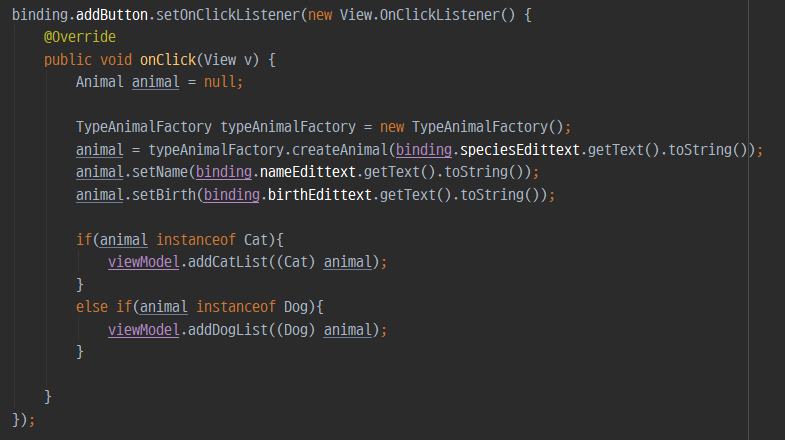 binding.addButton.setOnClickListener(new View.OnClickListener() {
@Override
public void onClick(View v) {
Animal animal = null;
TypeAnimalFactory typeAnimalFactory = new TypeAnimalFactory();
animal = typeAnimalFactory.createAnimal(binding.speciesEdittext.getText().toString());
animal.setName(binding.nameEdittext.getText().toString());
animal.setBirth(binding.birthEdittext.getText().toString());
if(animal instanceof Cat){
viewModel.addCatList((Cat) animal);
}
else if(animal instanceof Dog){
viewModel.addDogList((Dog) animal);
}
}
});